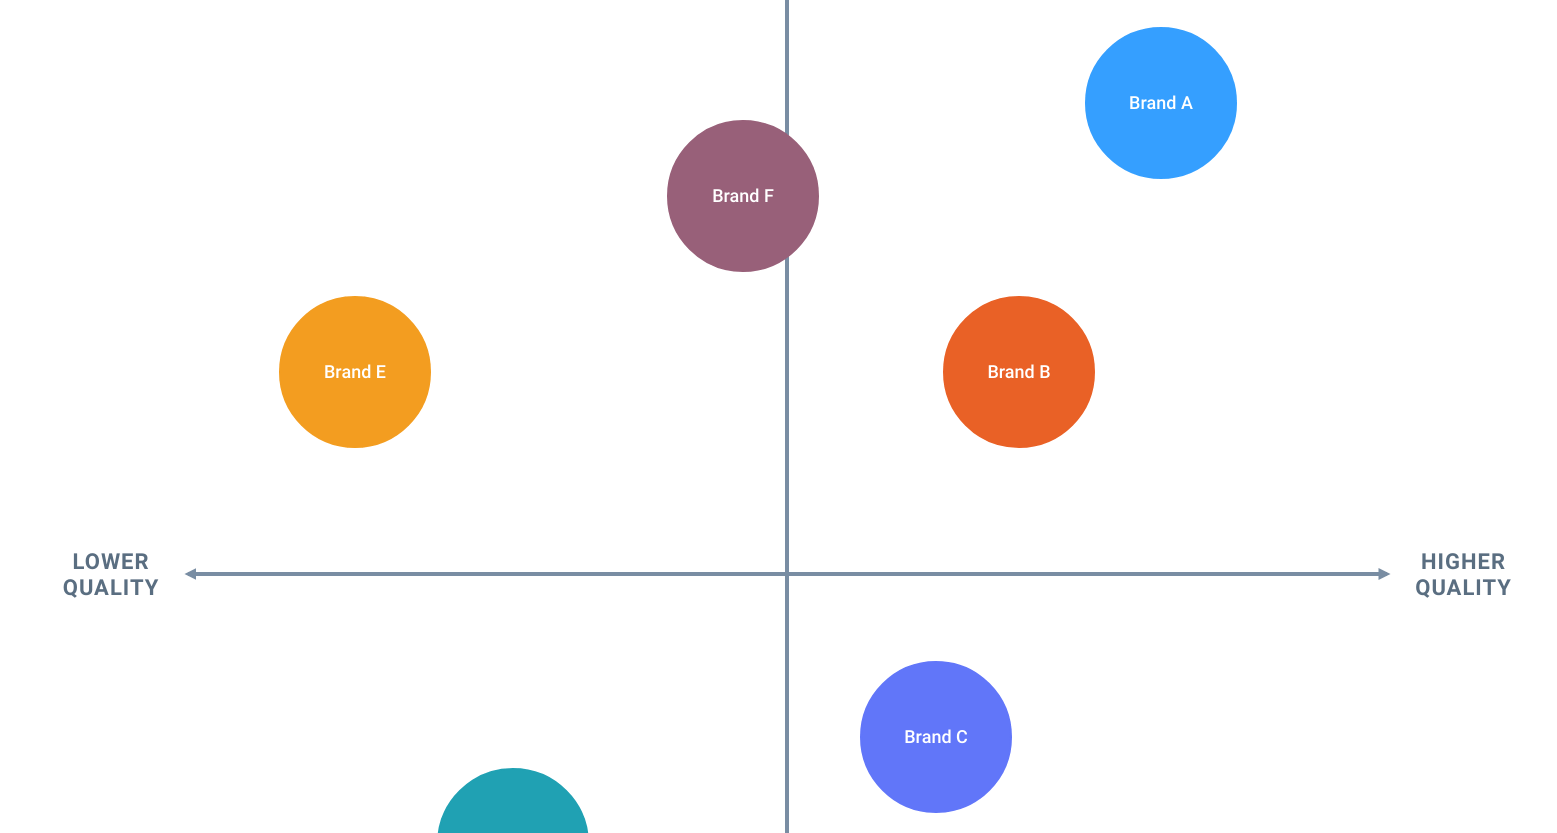 Brand A
Brand F
Brand E
Brand B
LOWER
QUALITY
HIGHER
QUALITY
Brand C